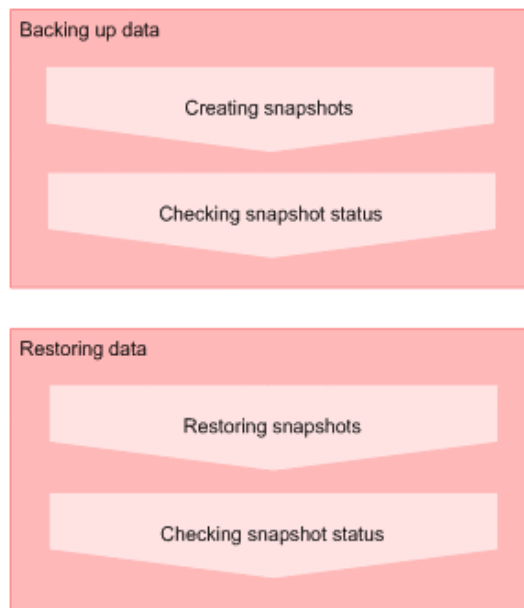 Backing up data
Creating snapshots
Checking snapshot status
Restoring data
Restoring snapshots
Checking snapshot status